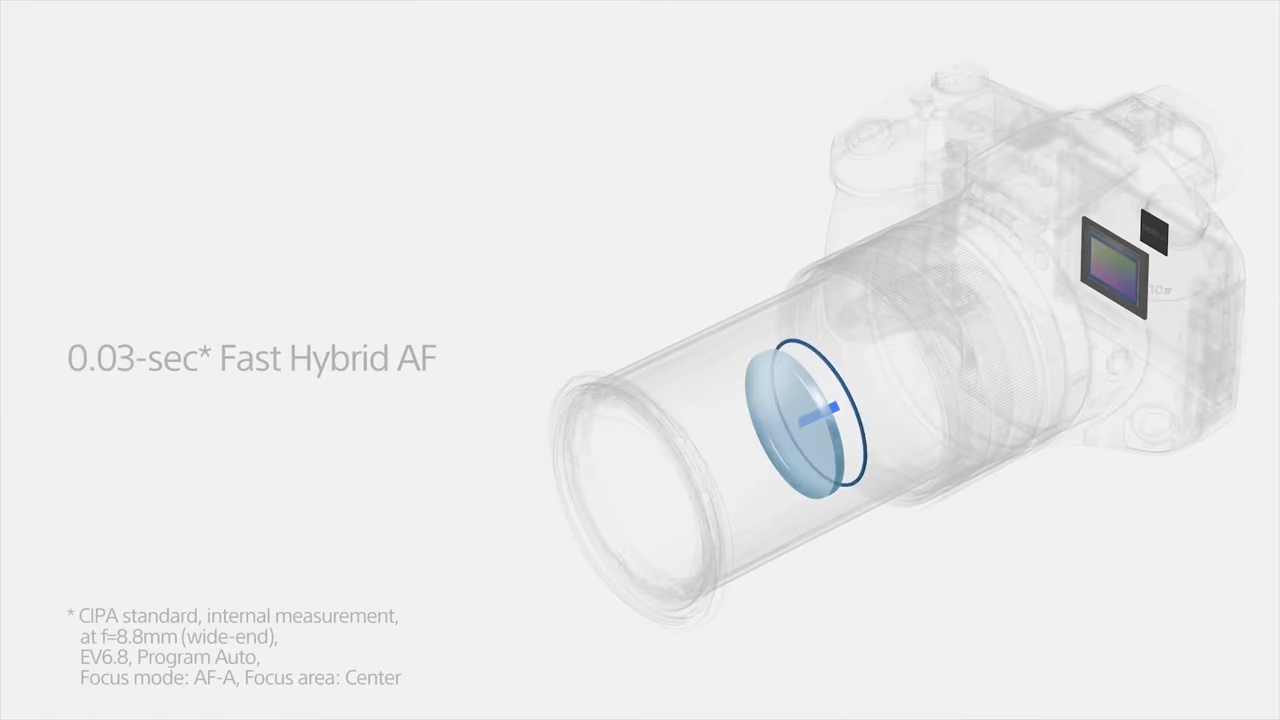 0.03-sec* Fast Hybrid AF
* CIPA standard, internal measurement,
at f=8.8mm (wide-end),
EV6.8, Program Auto,
Focus mode: AF-A, Focus area: Center